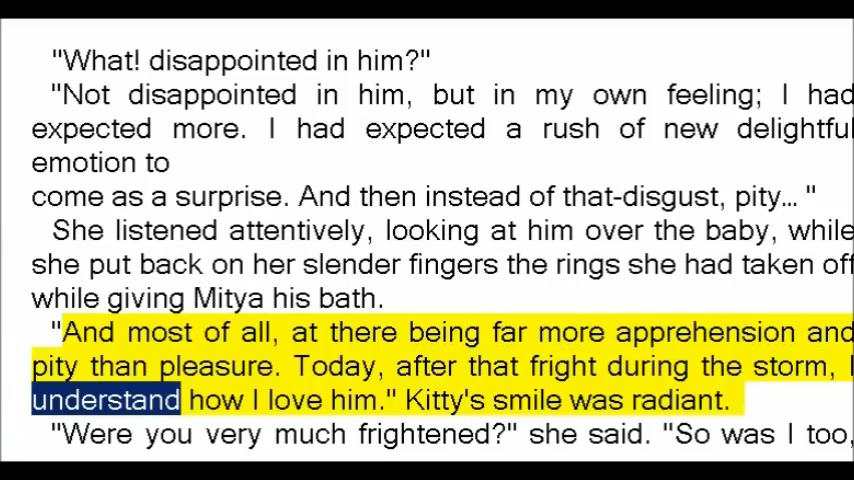 "What! disappointed in him?"
"Not disappointed in him, but in my own feeling; I had
expected more. I had expected a rush of new delightful
emotion to
come as a surprise. And then instead of that-disgust, pity... "
She listened attentively, looking at him over the baby, while
she put back on her slender fingers the rings she had taken off
while giving Mitya his bath.
"And most of all, at there being far more apprehension and
pity than pleasure. Today, after that fright during the storm, I
understand how I love him." Kitty's smile was radiant.
"Were you very much frightened?" she said. "So was I too,